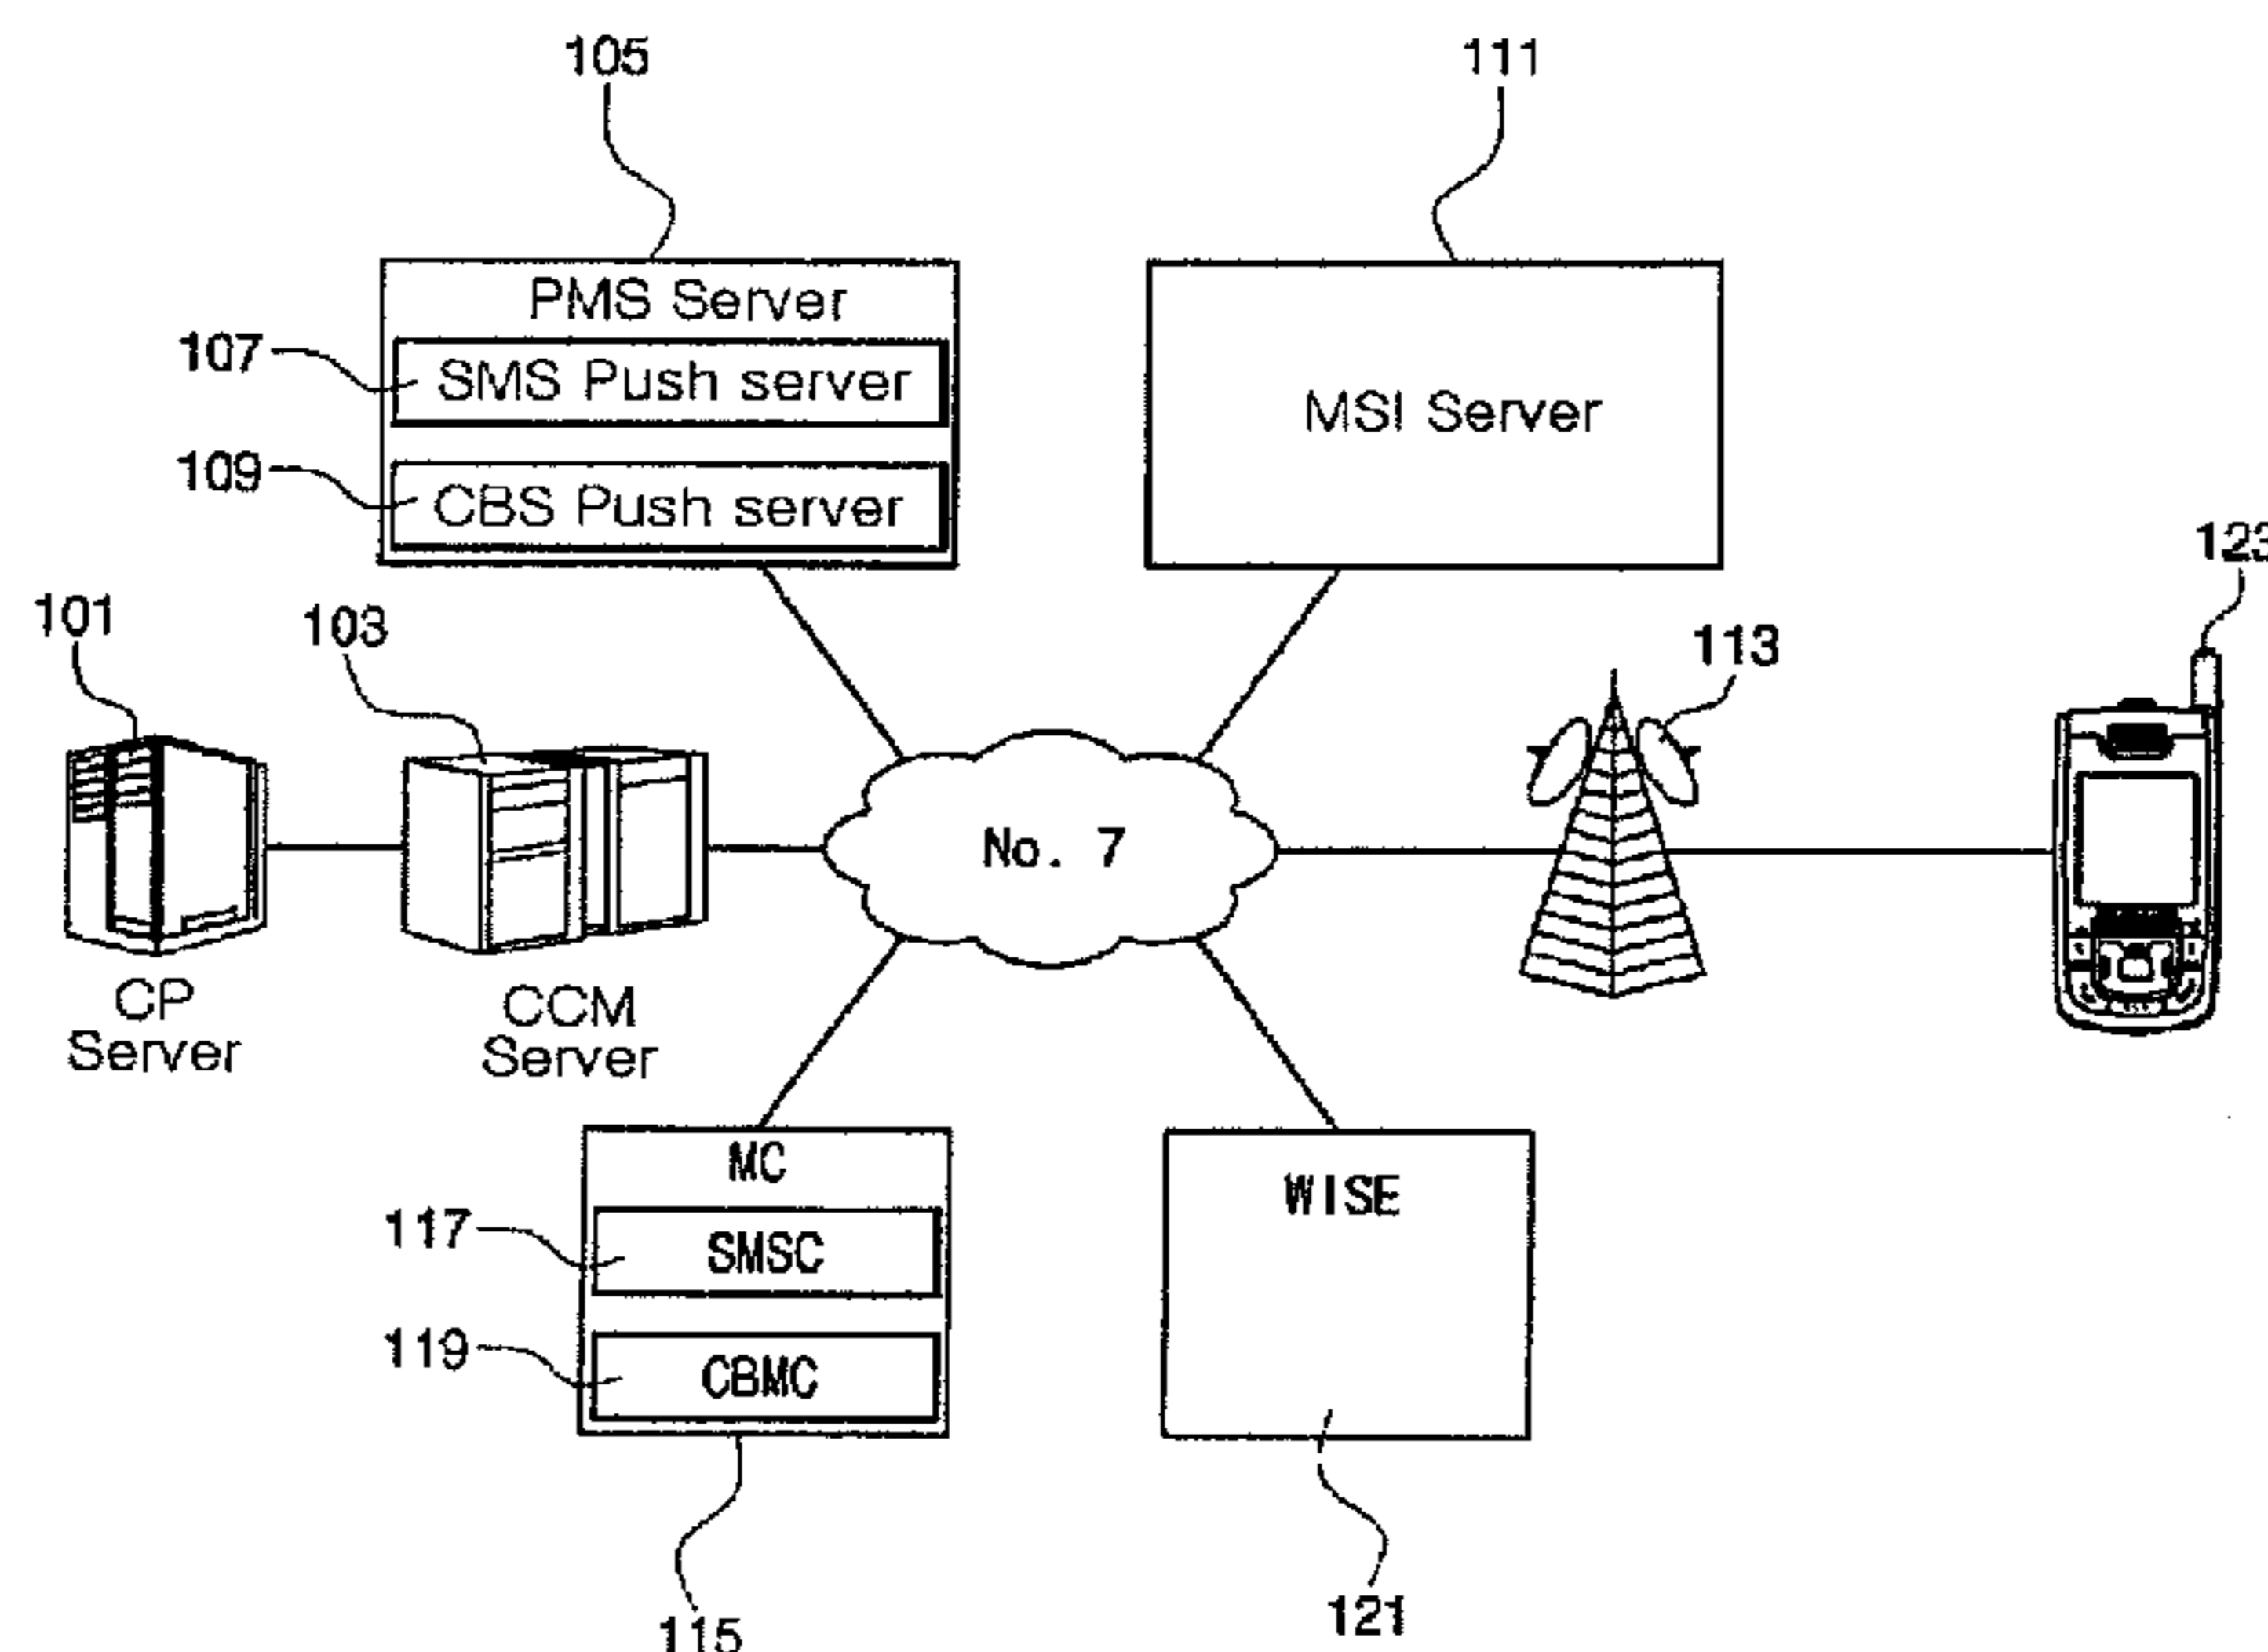 105
111
PMS Server
107
SMS Push server
MSI Server
109
CBS Push server
123
101
103
113
No. 7
CP
Server
CCM
Server
MC
WISE
117
SMSC
119
CBMC
121
115